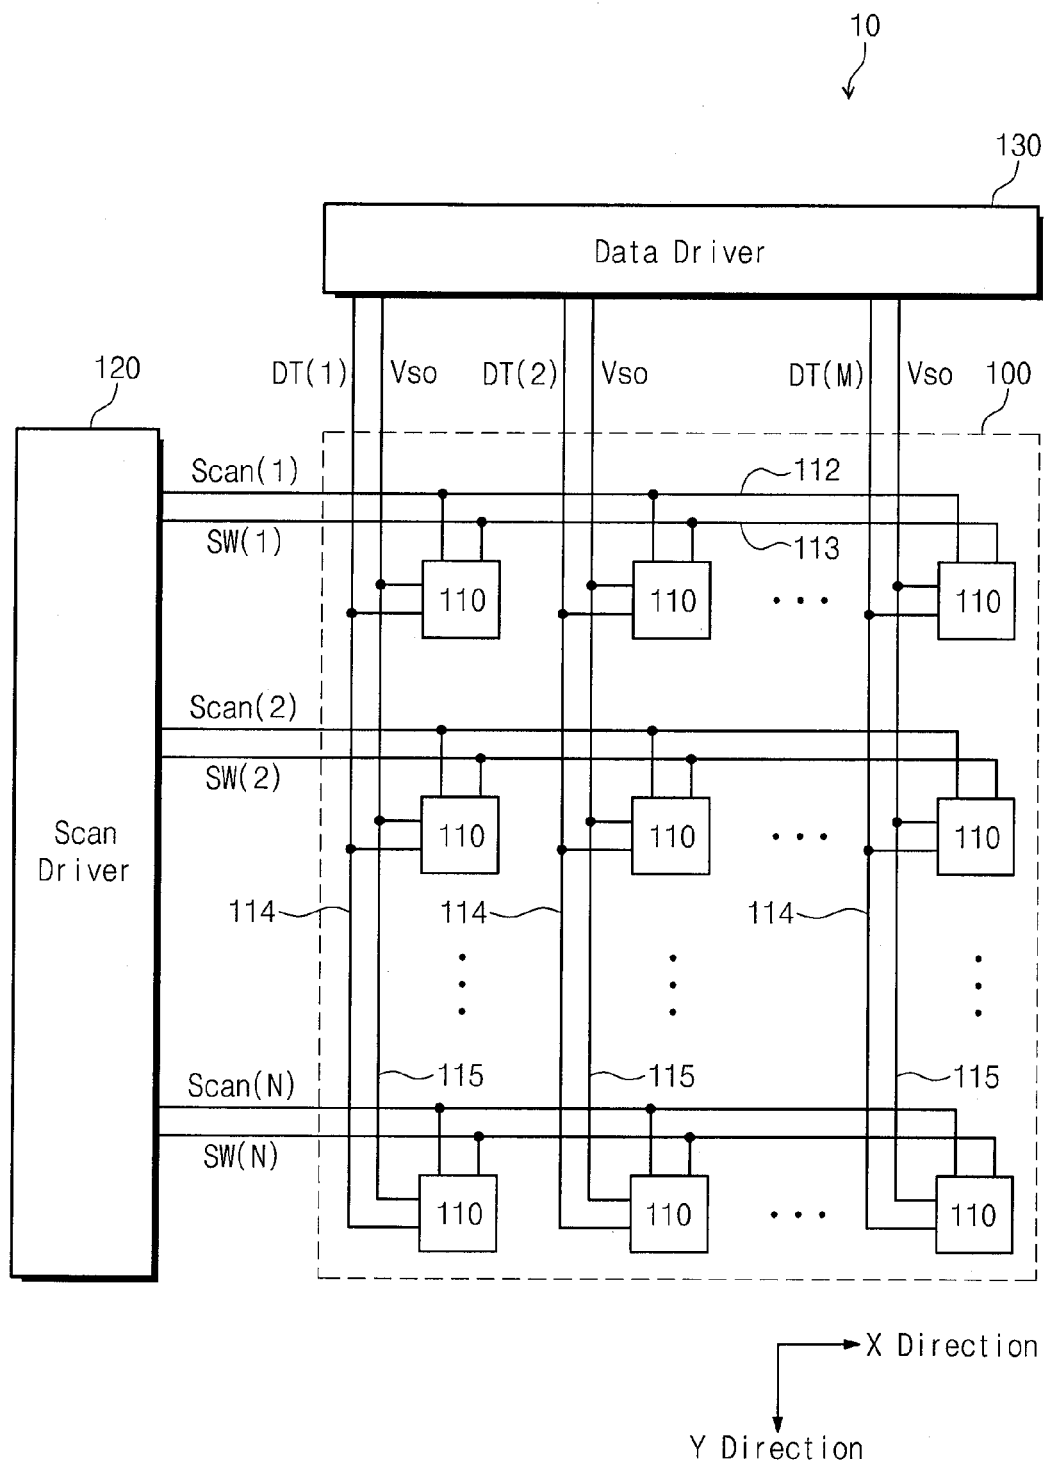 10
130
Data Driver
120
DT(1) Vso DT(2) Vso DT(M) Vso 100
Scan(1) 112
SW(1) 113
110 110 110
Scan(2)
SW(2)
110 110 110
Scan
Driver
114 114 114
115 115 115
Scan(N)
SW(N)
110 110 110
X Direction
Y Direction